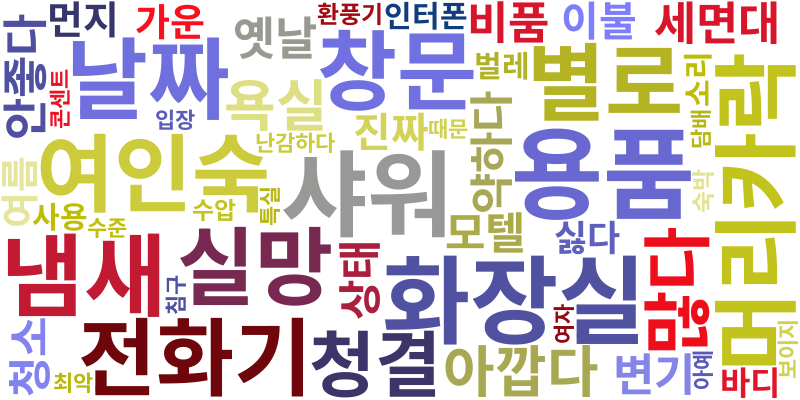 먼지
가운
옛날
환풍기
인터폰
비품
이불
세면대
안좋다
콘센트
날짜
입장
욕실
창문
벌레
별로
담배
소리
머리카락
난감하다
진짜
때문
약하다
용품
숙박
여름
여인숙
샤워
사용
수준
수압
특실
모텔
싫다
냄새
침구
실망
상태
화장실
여자
많다
청소
최악
전화기
청결
아깝다
변기
아예
바디
보이지